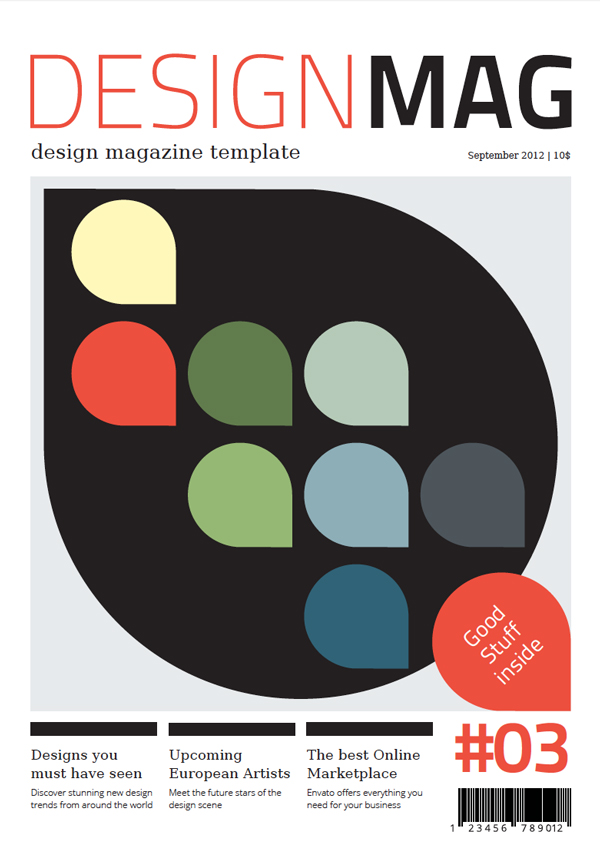 DESIGNMAG
design magazine template
September 2012 | 10$
Good
Stuff
inside
Designs you
must have seen
Discover stunning new design
trends from around the world
Upcoming
European Artists
Meet the future stars of the
design scene
The best Online
Marketplace
Envato offers everything you
need for your business
#03
1 23456 789012